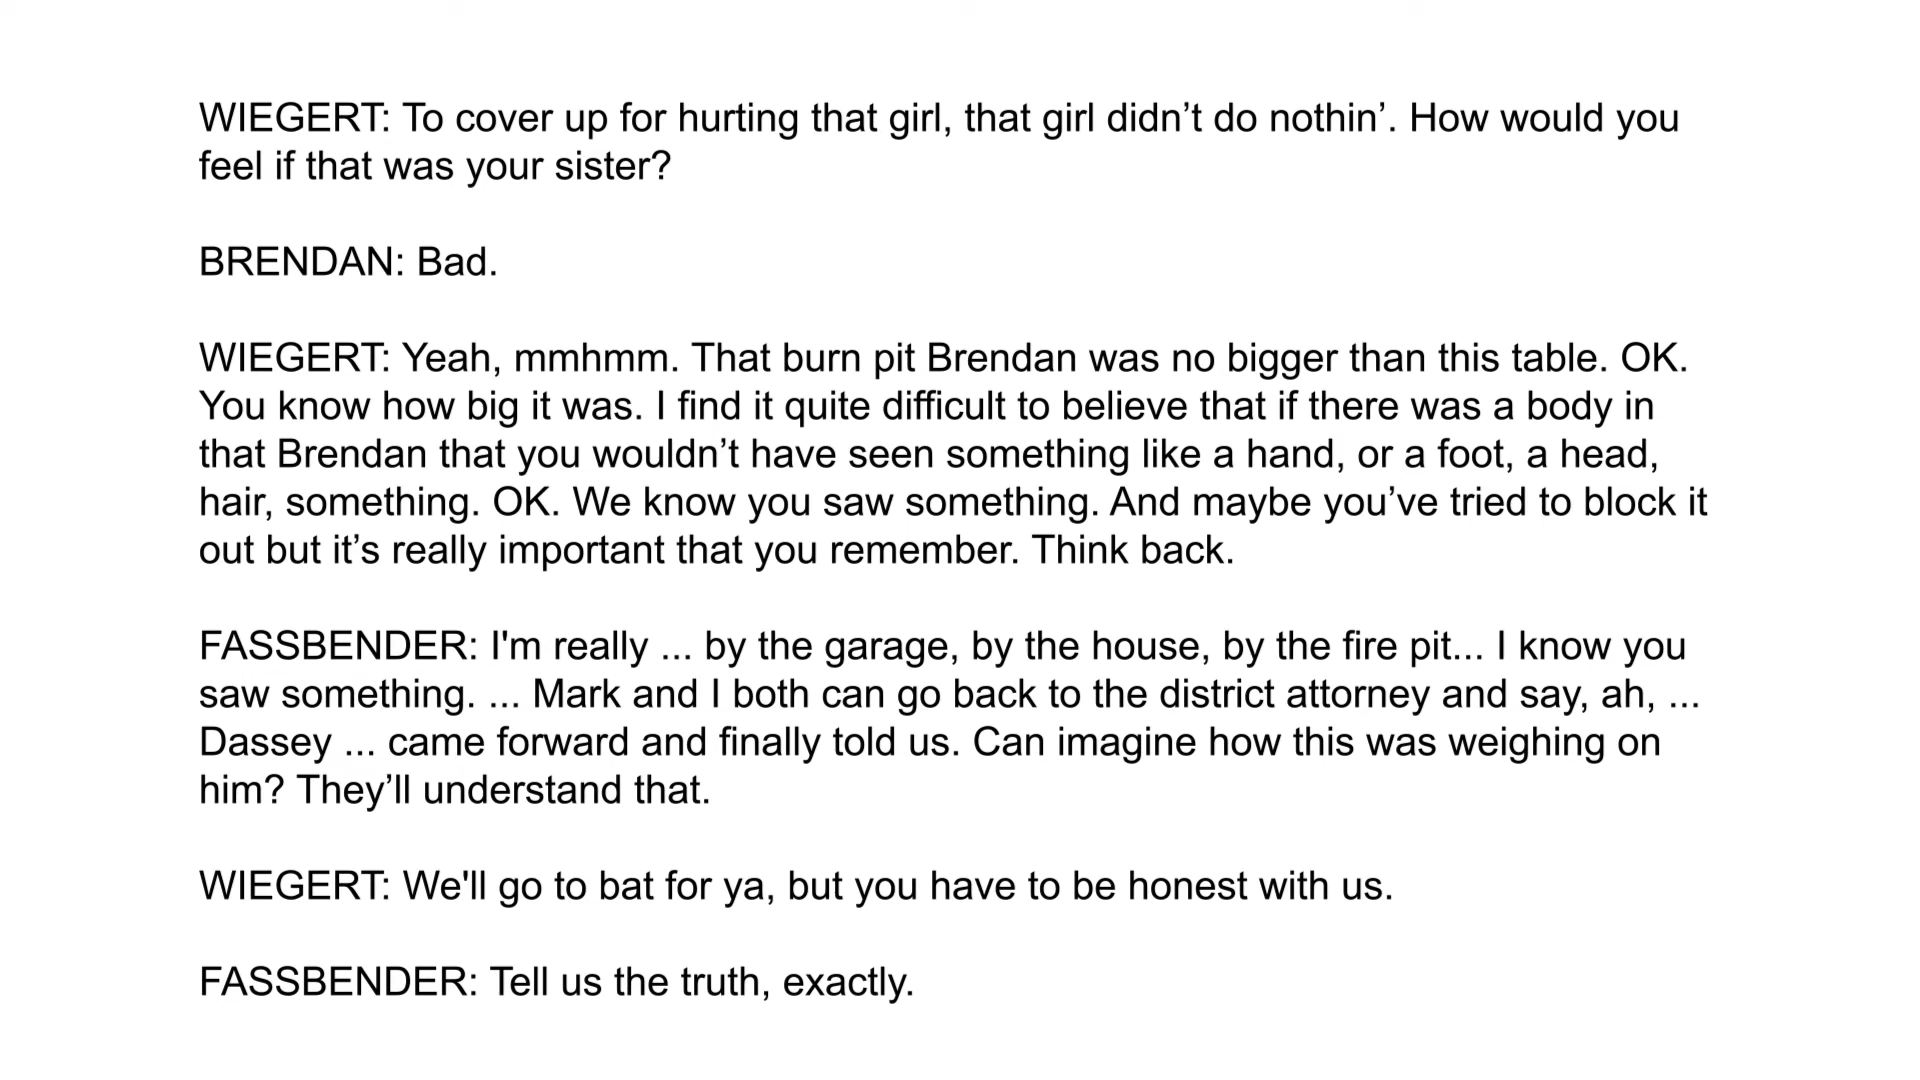 WIEGERT: To cover up for hurting that girl, that girl didn’t do nothin’. How would you
feel if that was your sister?
BRENDAN: Bad.
WIEGERT: Yeah, mmhmm. That burn pit Brendan was no bigger than this table. OK.
You know how big it was. I find it quite difficult to believe that if there was a body in
that Brendan that you wouldn’t have seen something like a hand, or a foot, a head,
hair, something. OK. We know you saw something. And maybe you’ve tried to block it
out but it’s really important that you remember. Think back.
FASSBENDER: I'm really ... by the garage, by the house, by the fire pit... I know you
saw something. ... Mark and I both can go back to the district attorney and say, ah, ...
Dassey ... came forward and finally told us. Can imagine how this was weighing on
him? They’ll understand that.
WIEGERT: We'll go to bat for ya, but you have to be honest with us.
FASSBENDER: Tell us the truth, exactly.